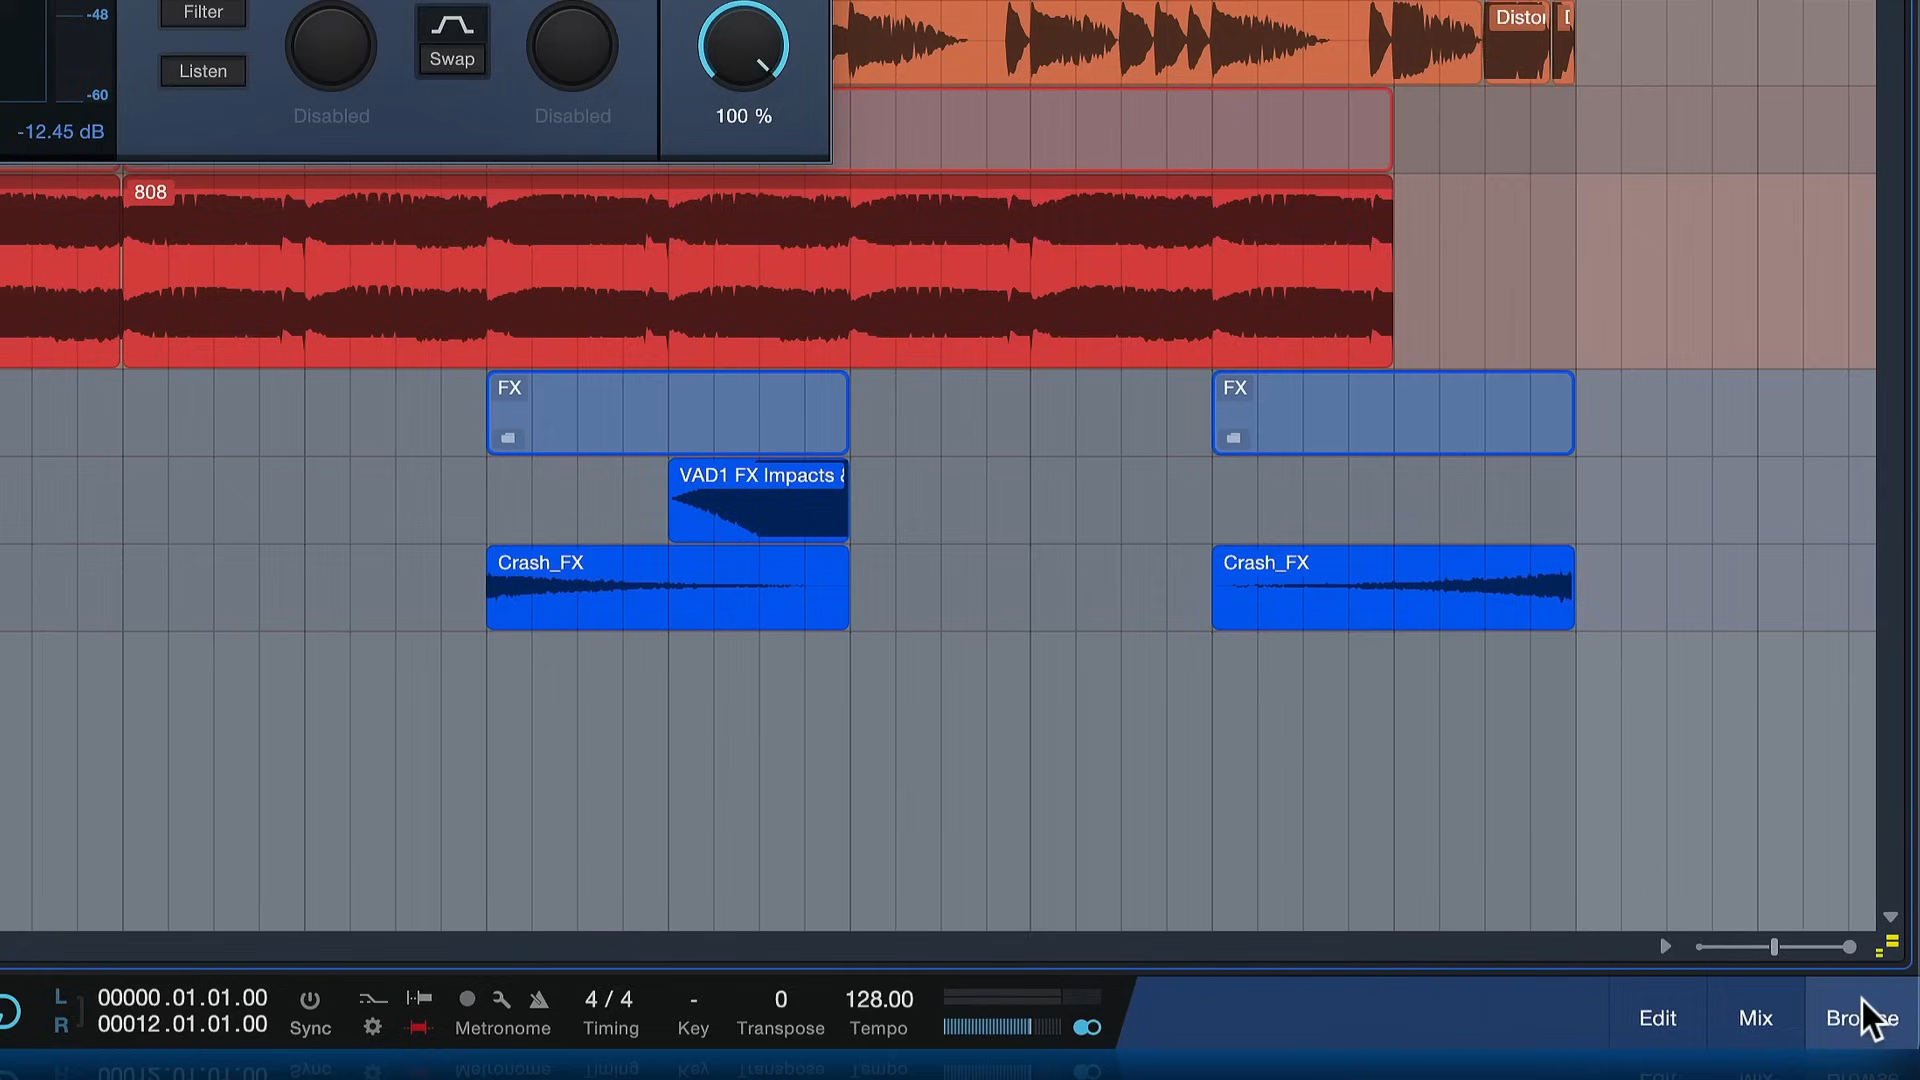 -48
Filter
Swap
Listen
-60
Disabled
Disabled
100 %
-12.45 dB
Distor
808
FX
FX
VAD1 FX Impacts &
Crash_FX
Crash_FX
L 00000.01.01.00
R 00012.01.01.00
Sync
Metronome
4 / 4
Timing
-
Key
0
Transpose
128.00
Tempo
Edit
Mix
Browse